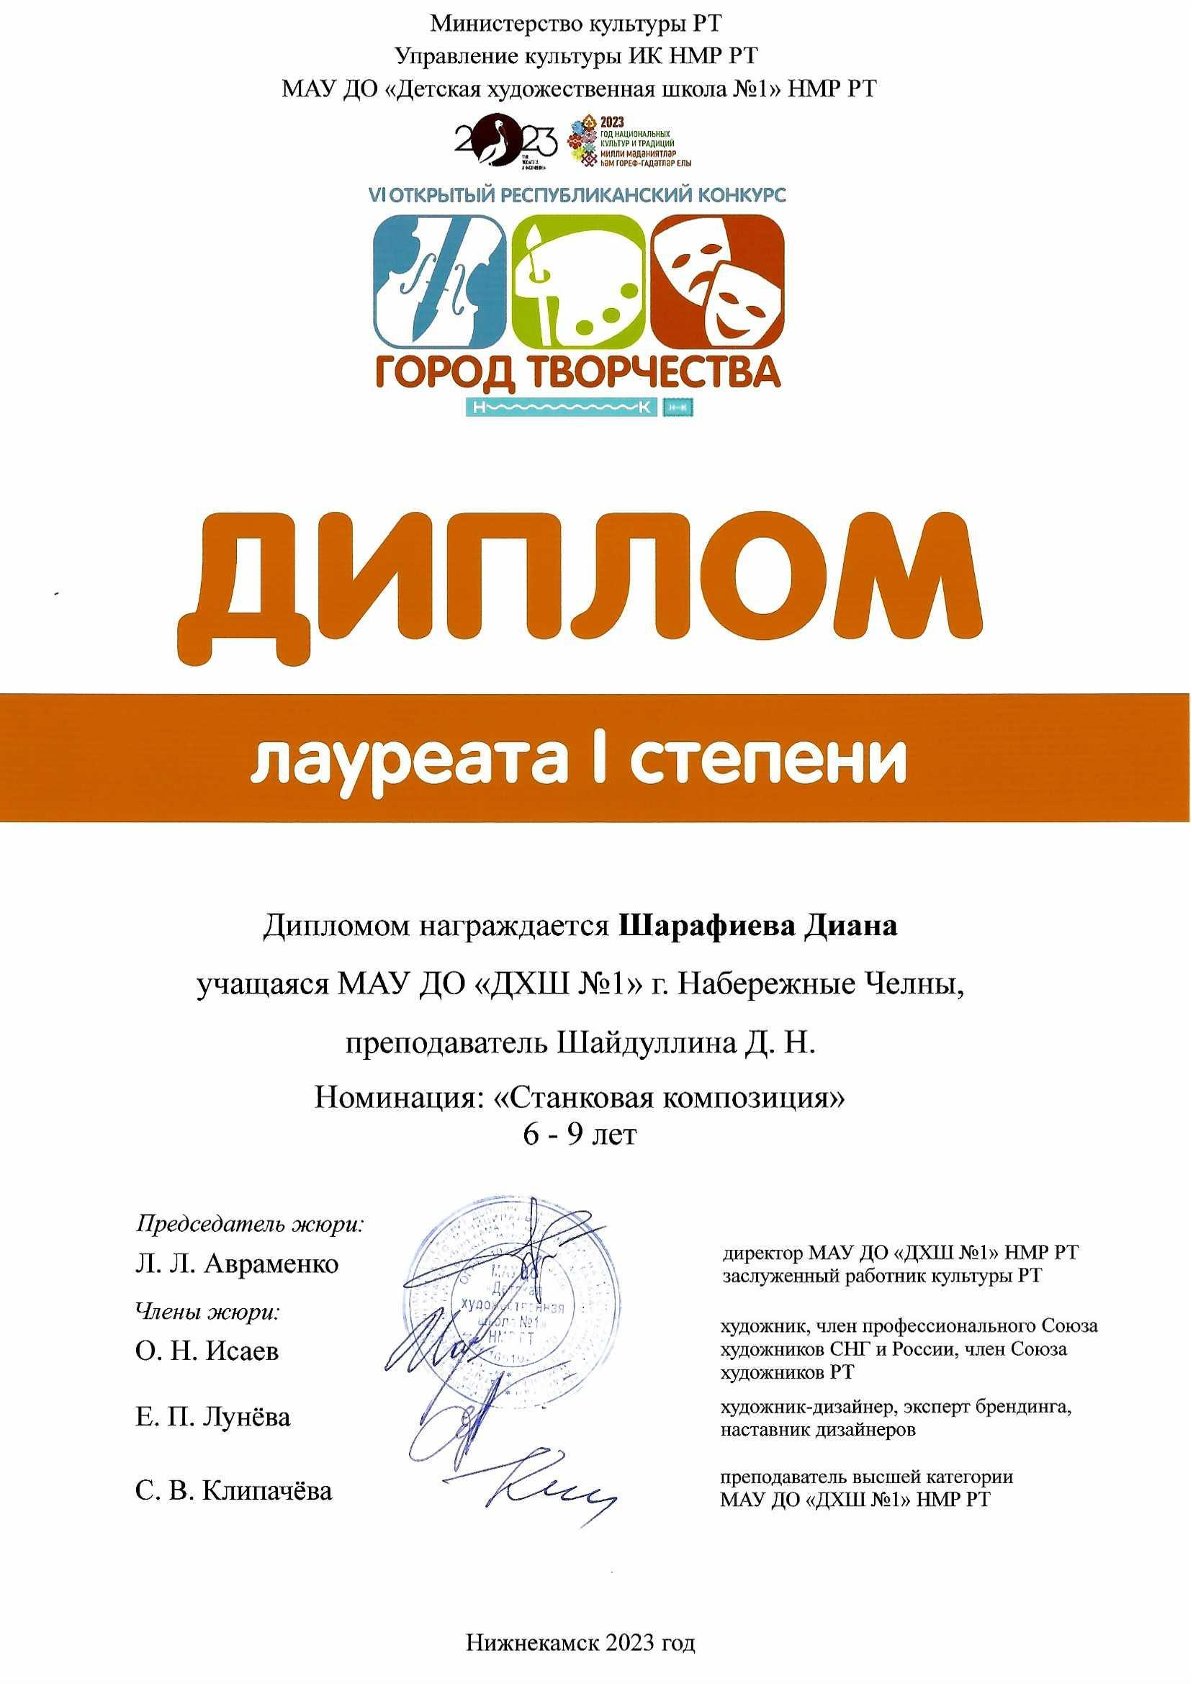 Министерство культуры РТ
Управление культуры ИК НМР РТ
МАУ ДО «Детская художественная школа №1» НМР РТ
2023
2023
ГОД НАЦИОНАЛЬНЫХ
КУЛЬТУР И ТРАДИЦИЙ
МИЛЛИ МӘДӘНИЯТЛӘР
ҺӘМ ГОРЕФ-ГАДӘТЛӘР ЕЛЫ
VI ОТКРЫТЫЙ РЕСПУБЛИКАНСКИЙ КОНКУРС
ГОРОД ТВОРЧЕСТВА
Н К Н К
ДИПЛОМ
лауреата I степени
Дипломом награждается Шарафиева Диана
учащаяся МАУ ДО «ДХШ №1» г. Набережные Челны,
преподаватель Шайдуллина Д. Н.
Номинация: «Станковая композиция»
6 - 9 лет
Председатель жюри:
Л. Л. Авраменко
директор МАУ ДО «ДХШ №1» НМР РТ
заслуженный работник культуры РТ
Члены жюри:
О. Н. Исаев
художник, член профессионального Союза
художников СНГ и России, член Союза
художников РТ
Е. П. Лунёва
художник-дизайнер, эксперт брендинга,
наставник дизайнеров
С. В. Клипачёва
преподаватель высшей категории
МАУ ДО «ДХШ №1» НМР РТ
МАУ ДО
Детская
художественная
школа №1»
НМР РТ
Нижнекамск 2023 год